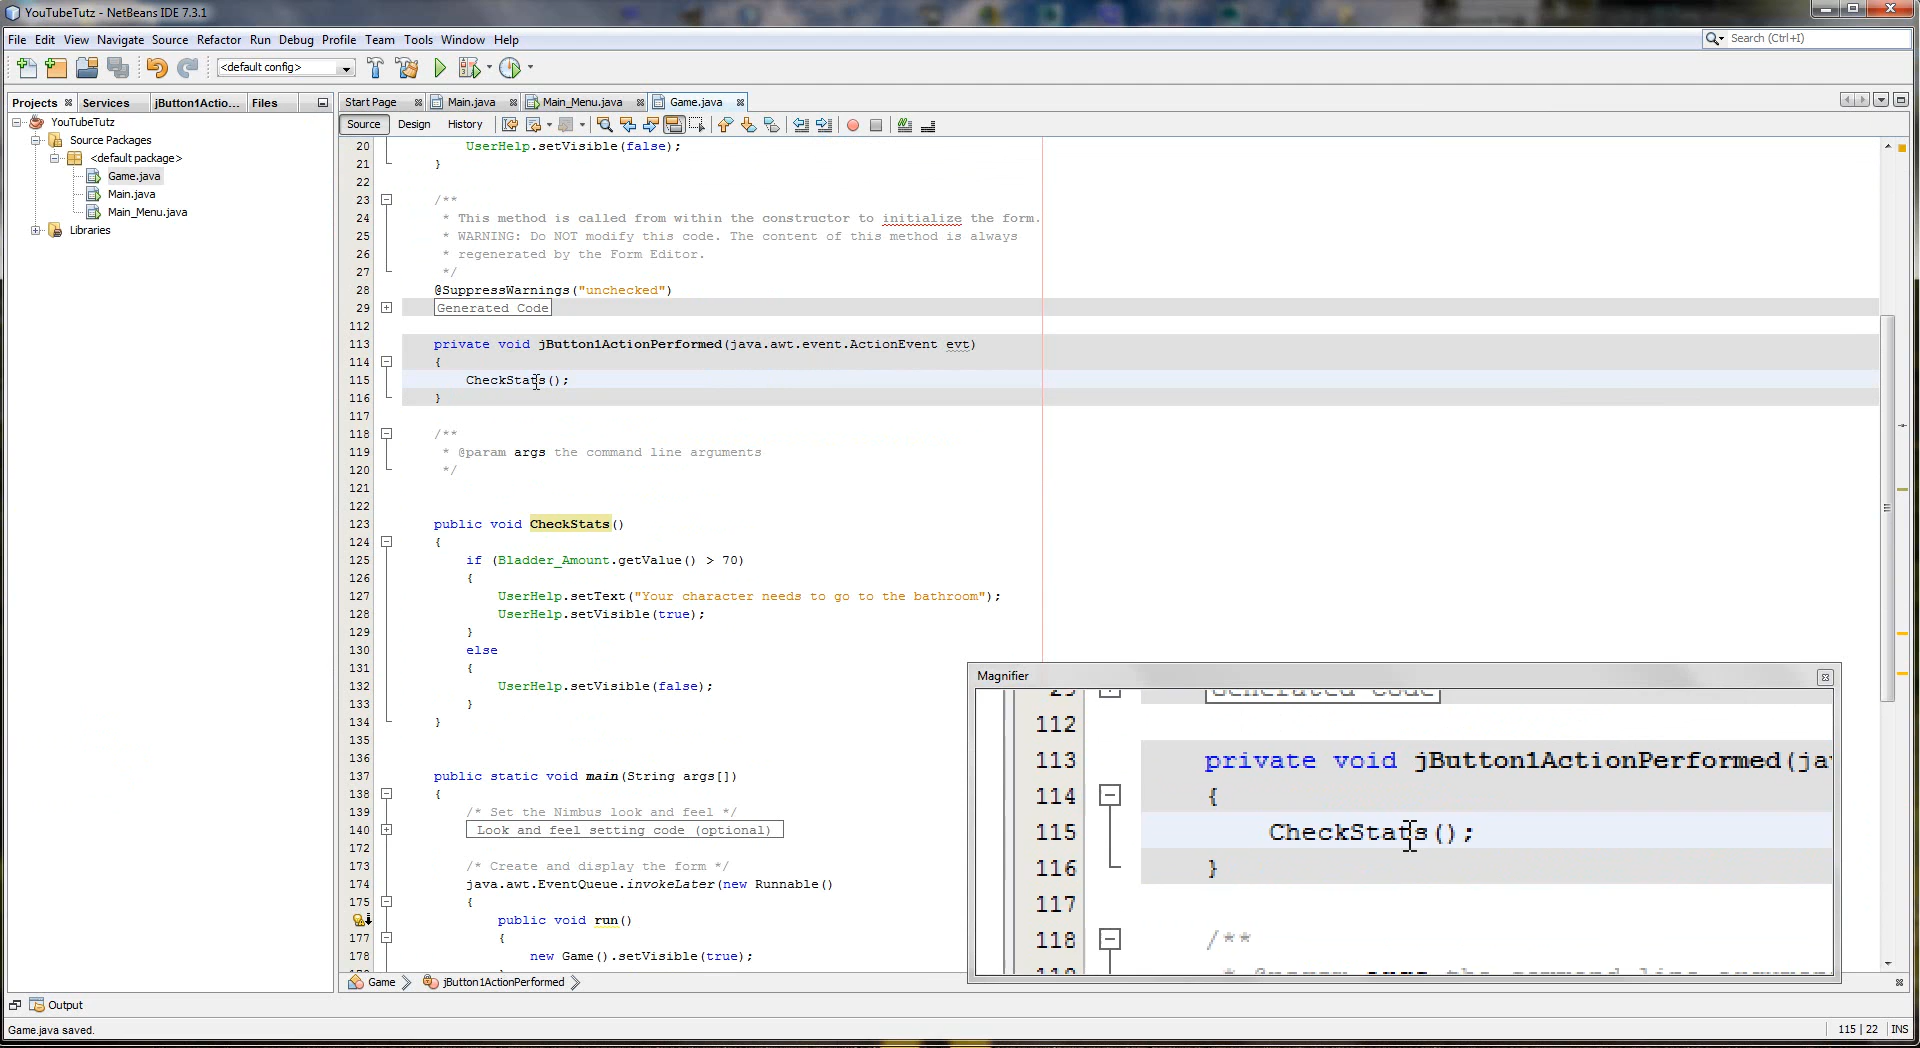 YouTubeTutz - NetBeans IDE 7.3.1
File Edit View Navigate Source Refactor Run Debug Profile Team Tools Window Help
Search (Ctrl+I)
<default config>
Projects Services jButton1Actio... Files
Start Page Main.java Main_Menu.java Game.java
Source Design History
YouTubeTutz
Source Packages
<default package>
Game.java
Main.java
Main_Menu.java
Libraries
20 UserHelp.setVisible(false);
21 }
22
23 /**
24 * This method is called from within the constructor to initialize the form.
25 * WARNING: Do NOT modify this code. The content of this method is always
26 * regenerated by the Form Editor.
27 */
28 @SuppressWarnings("unchecked")
29 Generated Code
112
113 private void jButton1ActionPerformed(java.awt.event.ActionEvent evt)
114 {
115 CheckStats();
116 }
117
118 /**
119 * @param args the command line arguments
120 */
121
122
123 public void CheckStats()
124 {
125 if (Bladder_Amount.getValue() > 70)
126 {
127 UserHelp.setText("Your character needs to go to the bathroom");
128 UserHelp.setVisible(true);
129 }
130 else
131 {
132 UserHelp.setVisible(false);
133 }
134 }
135
136
137 public static void main(String args[])
138 {
139 /* Set the Nimbus look and feel */
140 Look and feel setting code (optional)
172
173 /* Create and display the form */
174 java.awt.EventQueue.invokeLater(new Runnable()
175 {
public void run()
177 {
178 new Game().setVisible(true);
Magnifier
Generated Code
112
113 private void jButton1ActionPerformed(ja
114 {
115 CheckStats();
116 }
117
118 /**
Game jButton1ActionPerformed
Output
Game.java saved.
115 | 22 INS